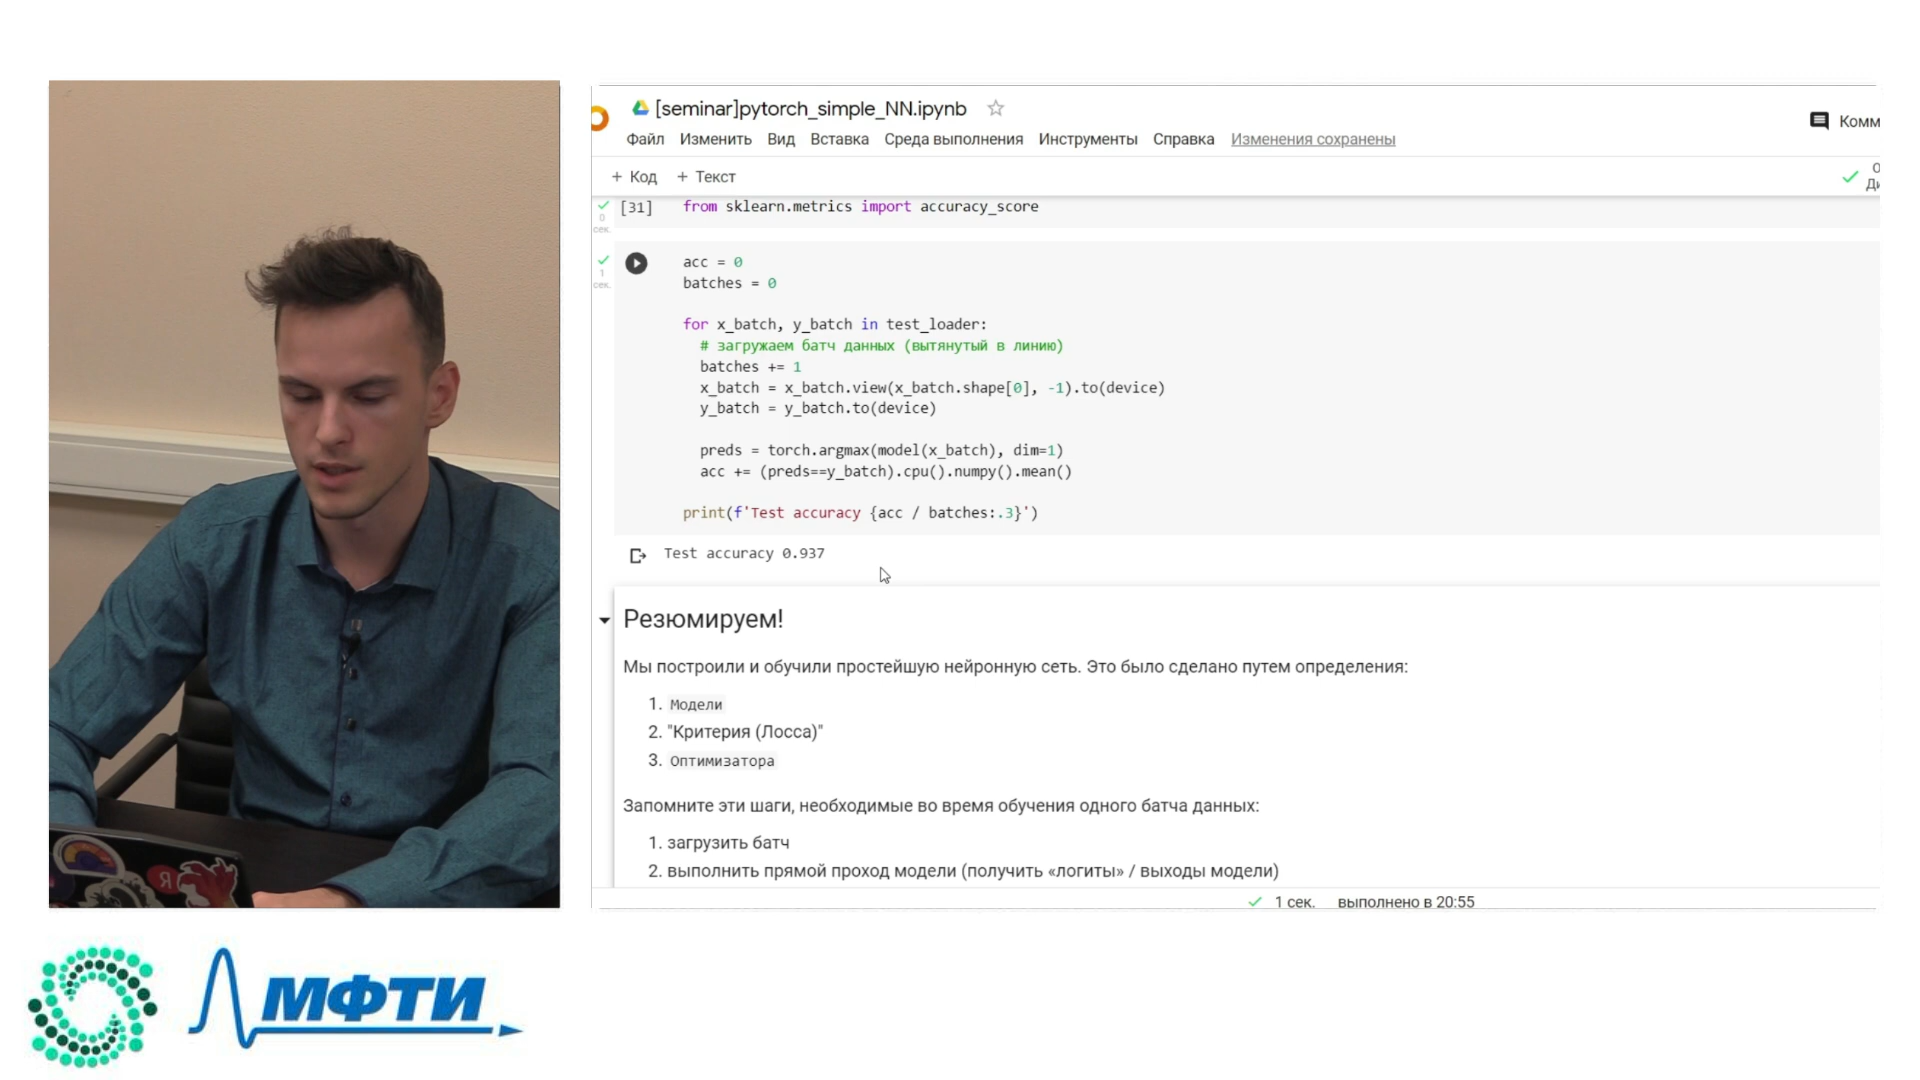 [seminar]pytorch_simple_NN.ipynb
Комм
Файл Изменить Вид Вставка Среда выполнения Инструменты Справка Изменения сохранены
+ Код + Текст
[31] from sklearn.metrics import accuracy_score
0
сек.
1
сек.
acc = 0
batches = 0
for x_batch, y_batch in test_loader:
# загружаем батч данных (вытянутый в линию)
batches += 1
x_batch = x_batch.view(x_batch.shape[0], -1).to(device)
y_batch = y_batch.to(device)
preds = torch.argmax(model(x_batch), dim=1)
acc += (preds==y_batch).cpu().numpy().mean()
print(f'Test accuracy {acc / batches:.3}')
Test accuracy 0.937
Резюмируем!
Мы построили и обучили простейшую нейронную сеть. Это было сделано путем определения:
1. Модели
2. "Критерия (Лосса)"
3. Оптимизатора
Запомните эти шаги, необходимые во время обучения одного батча данных:
1. загрузить батч
2. выполнить прямой проход модели (получить «логиты» / выходы модели)
1 сек. выполнено в 20:55
Я
МФТИ